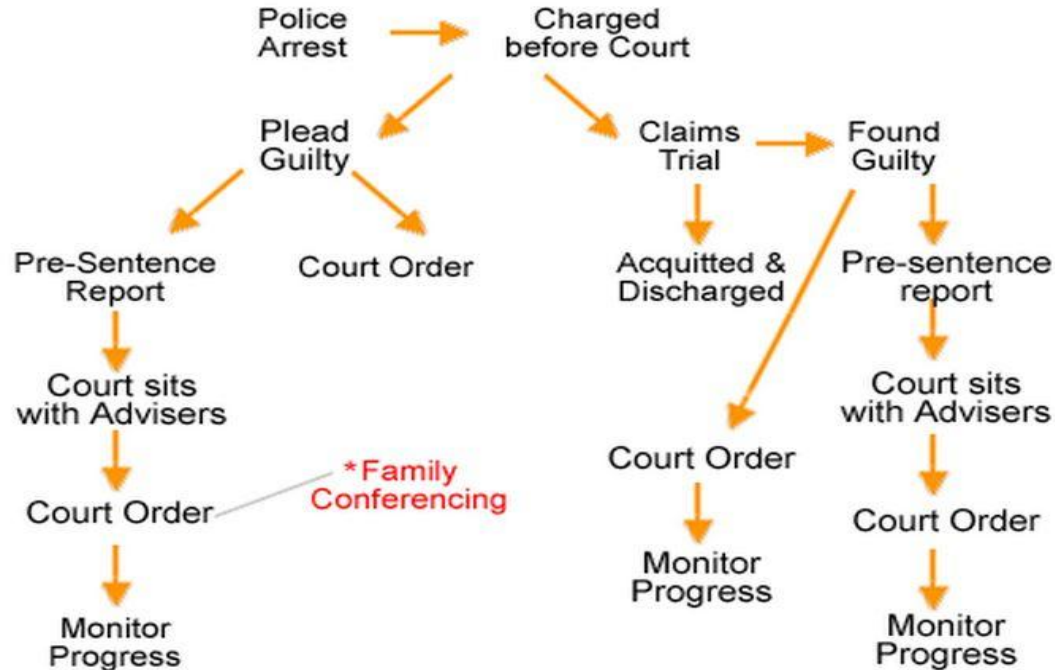 Police
Arrest
Charged
before Court
Plead
Guilty
Claims
Trial
Found
Guilty
Pre-Sentence
Report
Court Order
Acquitted &
Discharged
Pre-sentence
report
Court sits
with Advisers
Court sits
with Advisers
*Family
Conferencing
Court Order
Court Order
Court Order
Monitor
Progress
Monitor
Progress
Monitor
Progress